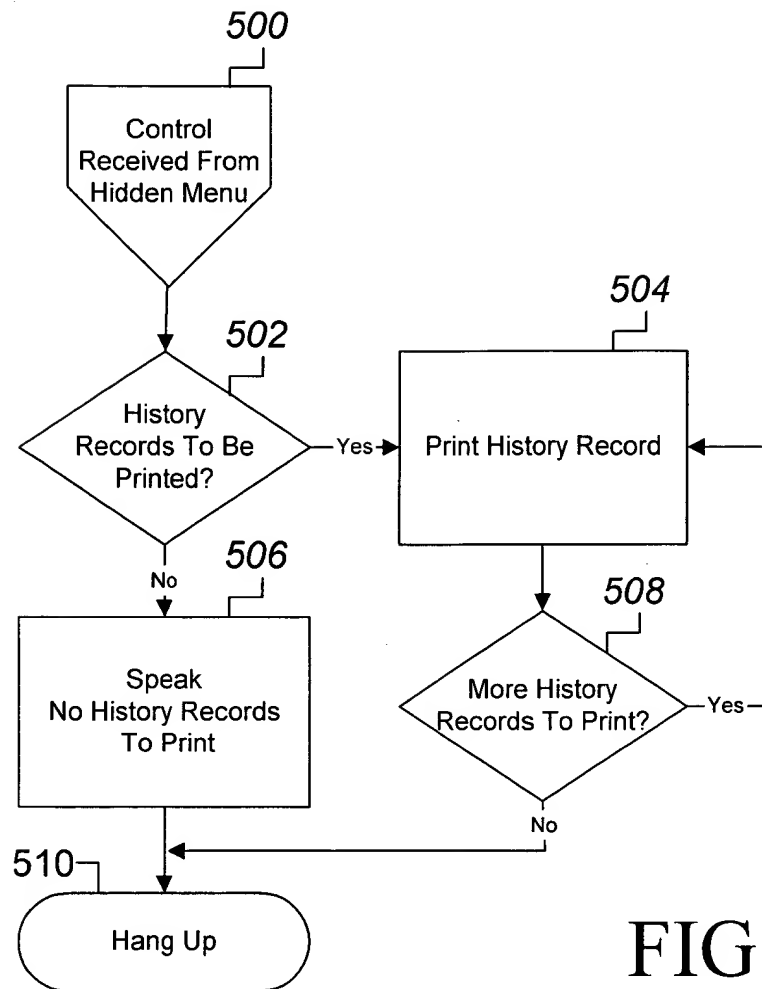 500
Control
Received From
Hidden Menu
502
History
Records To Be
Printed?
Yes
504
Print History Record
No
506
Speak
No History Records
To Print
508
More History
Records To Print?
Yes
No
510
Hang Up
FIG